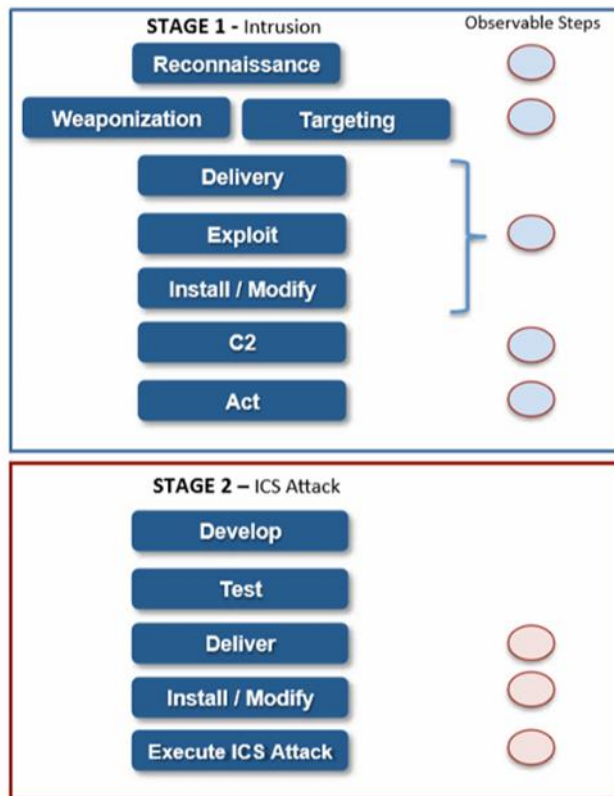 STAGE 1 - Intrusion
Observable Steps
Reconnaissance
Weaponization
Targeting
Delivery
Exploit
Install / Modify
C2
Act
STAGE 2 – ICS Attack
Develop
Test
Deliver
Install / Modify
Execute ICS Attack